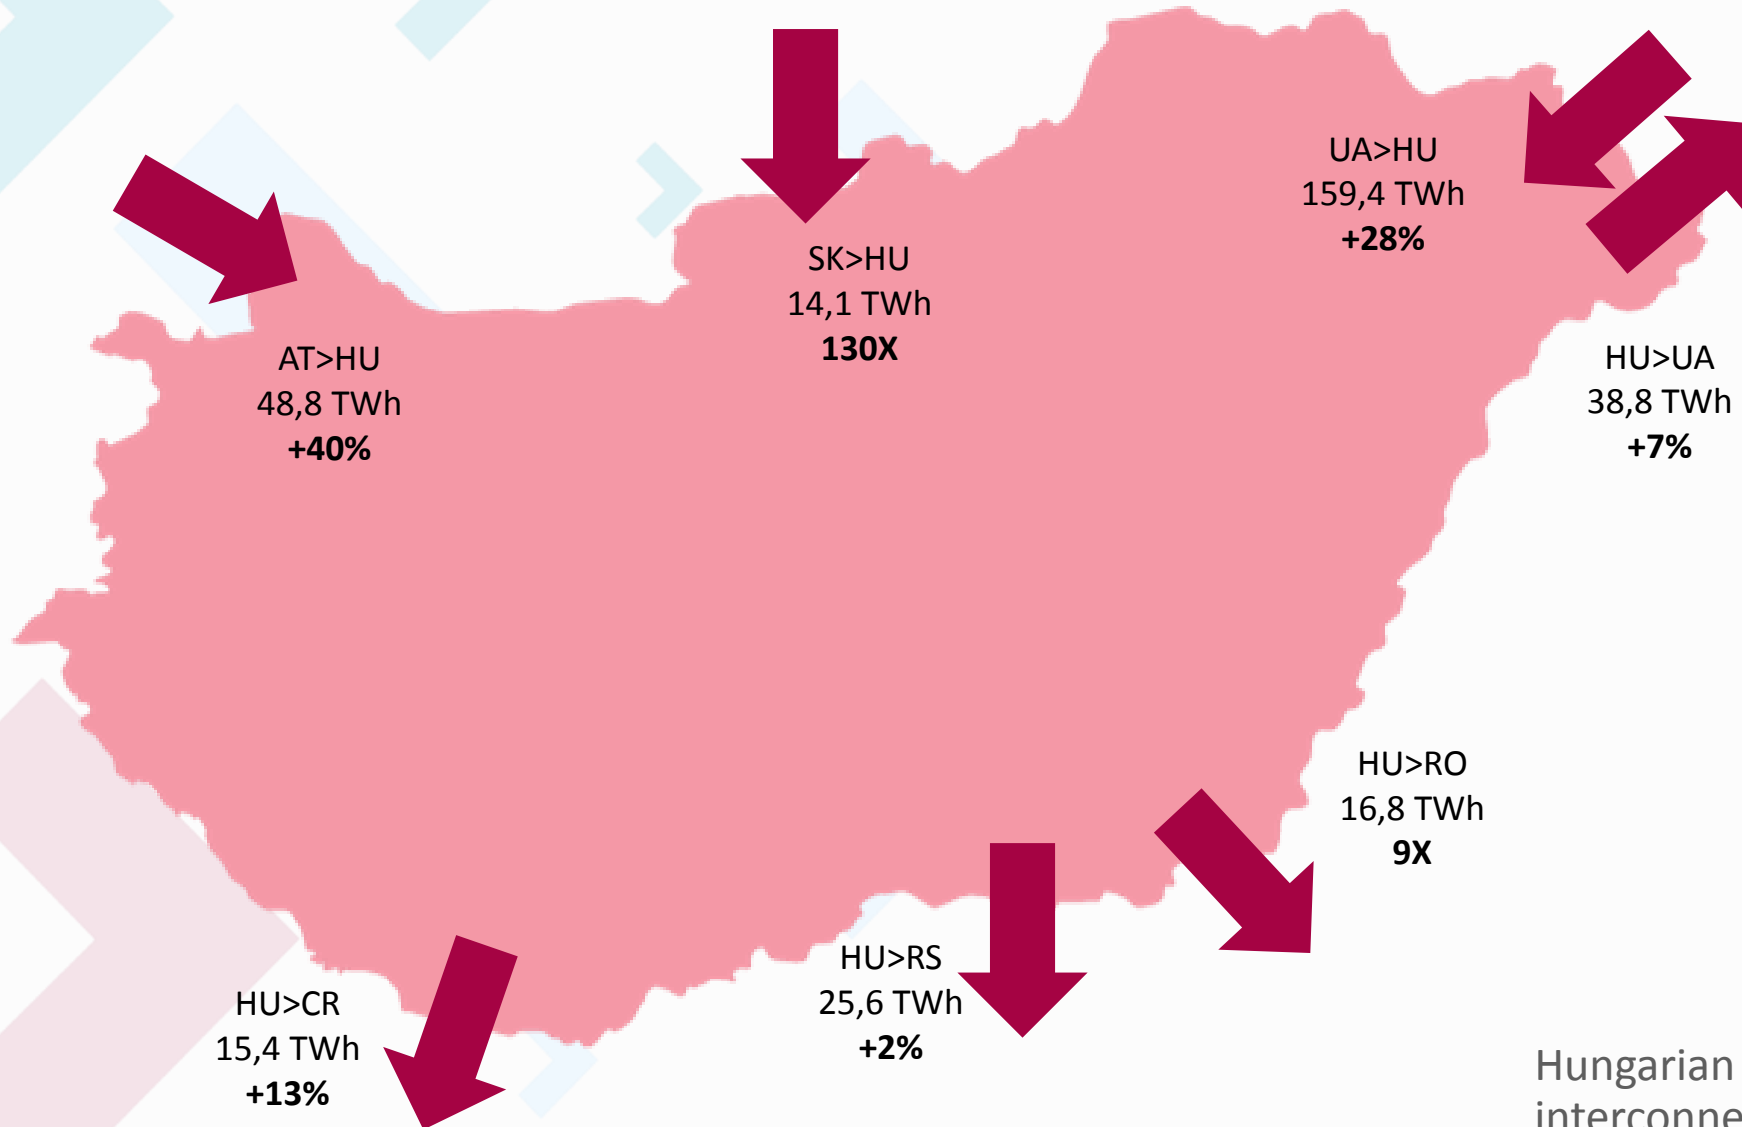 UA>HU
159,4 TWh
+28%
SK>HU
14,1 TWh
130X
AT>HU
48,8 TWh
+40%
HU>UA
38,8 TWh
+7%
HU>RO
16,8 TWh
9X
HU>RS
25,6 TWh
+2%
HU>CR
15,4 TWh
+13%
Hungarian